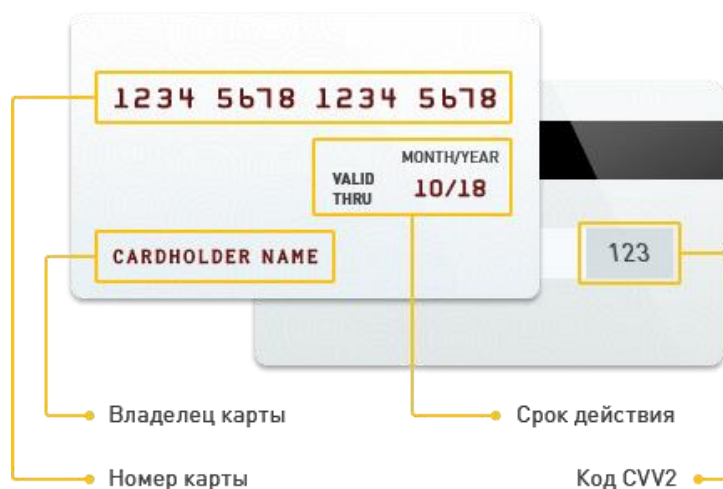 1234 5678 1234 5678
MONTH/YEAR
VALID THRU 10/18
CARDHOLDER NAME
123
Владелец карты
Срок действия
Номер карты
Код CVV2